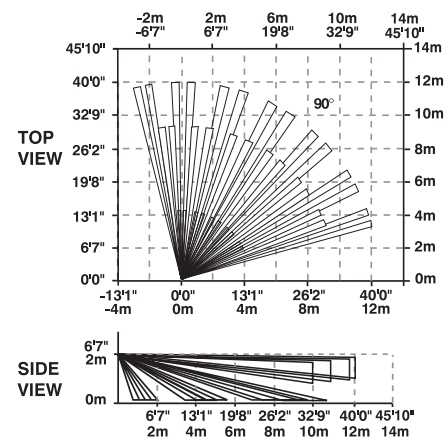 -2m 2m 6m 10m 14m
-6'7" 6'7" 19'8" 32'9" 45'10"
45'10" 14m
40'0" 12m
90°
32'9" 10m
TOP VIEW
26'2" 8m
19'8" 6m
13'1" 4m
6'7" 2m
0'0" 0m
-13'1" 0'0" 13'1" 26'2" 40'0"
-4m 0m 4m 8m 12m
6'7"
2m
SIDE VIEW
0m
6'7" 13'1" 19'8" 26'2" 32'9" 40'0" 45'10"
2m 4m 6m 8m 10m 12m 14m